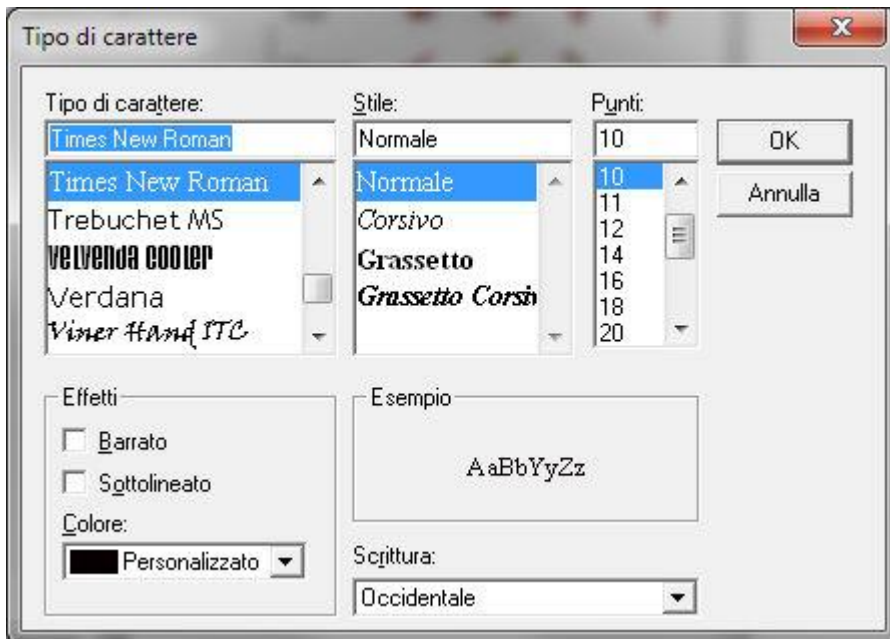 Tipo di carattere
Tipo di carattere:
Times New Roman
Times New Roman
Trebuchet MS
Velvenda Cooler
Verdana
Viner Hand ITC
Stile:
Normale
Normale
Corsivo
Grassetto
Grassetto Corsiv
Punti:
10
10
11
12
14
16
18
20
OK
Annulla
Effetti
Barrato
Sottolineato
Colore:
Personalizzato
Esempio
AaBbYyZz
Scrittura:
Occidentale